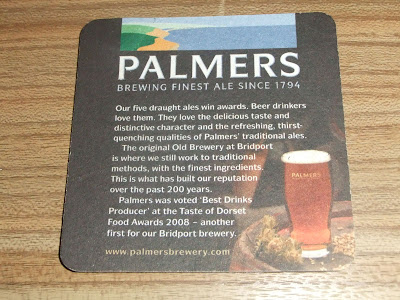 PALMERS
BREWING FINEST ALE SINCE 1794
Our five draught ales win awards. Beer drinkers
love them. They love the delicious taste and
distinctive character and the refreshing, thirst-
quenching qualities of Palmers' traditional ales.
The original Old Brewery at Bridport
is where we still work to traditional
methods, with the finest ingredients.
This is what has built our reputation
over the past 200 years.
Palmers was voted 'Best Drinks
Producer' at the Taste of Dorset
Food Awards 2008 – another
first for our Bridport brewery.
www.palmersbrewery.com
PALMERS